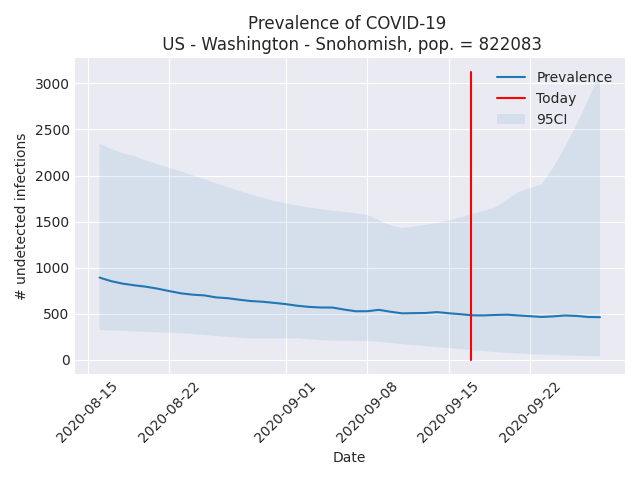 Prevalence of COVID-19
US - Washington - Snohomish, pop. = 822083
# undetected infections
3000
2500
2000
1500
1000
500
0
Prevalence
Today
95CI
2020-08-15
2020-08-22
2020-09-01
2020-09-08
2020-09-15
2020-09-22
Date